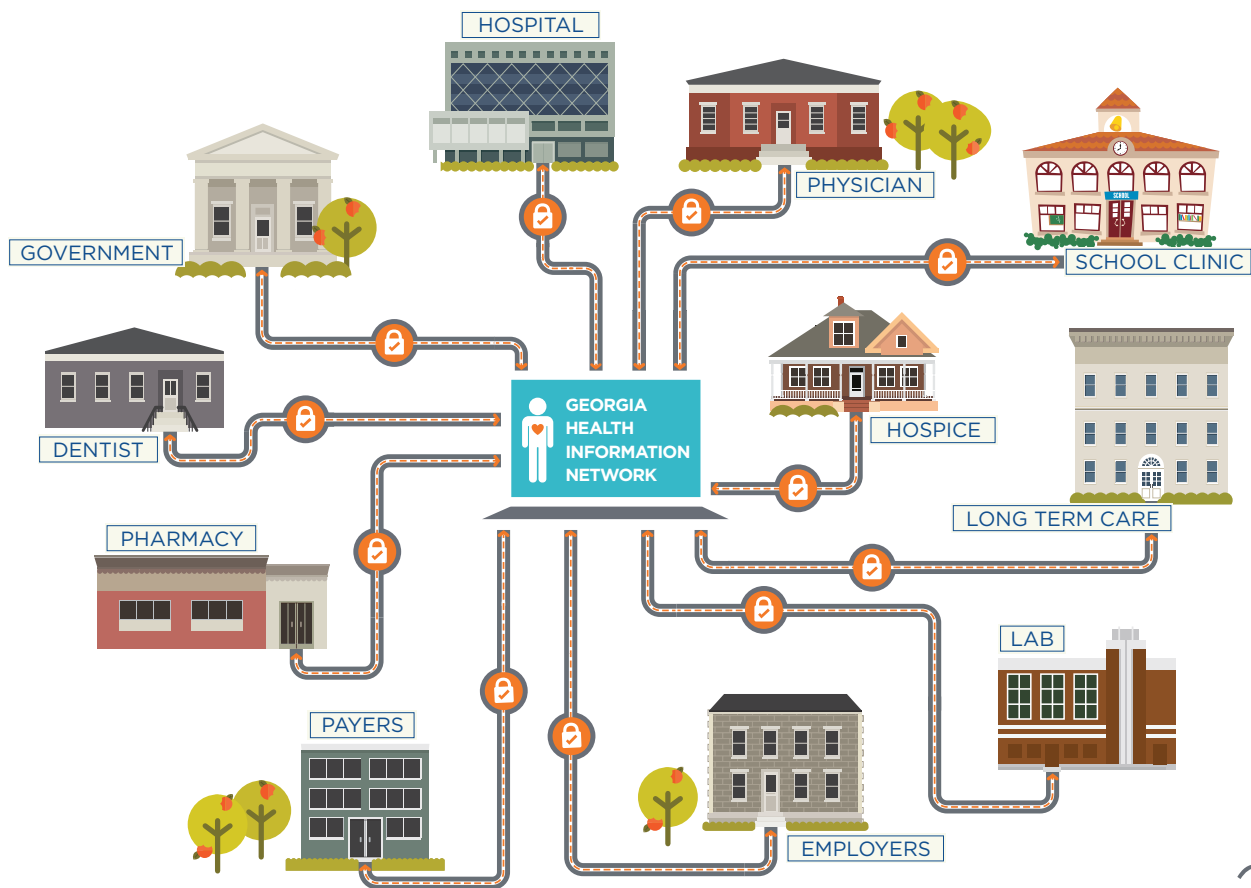 HOSPITAL
PHYSICIAN
SCHOOL
SCHOOL CLINIC
GOVERNMENT
DENTIST
GEORGIA
HEALTH
INFORMATION
NETWORK
HOSPICE
LONG TERM CARE
PHARMACY
LAB
PAYERS
EMPLOYERS